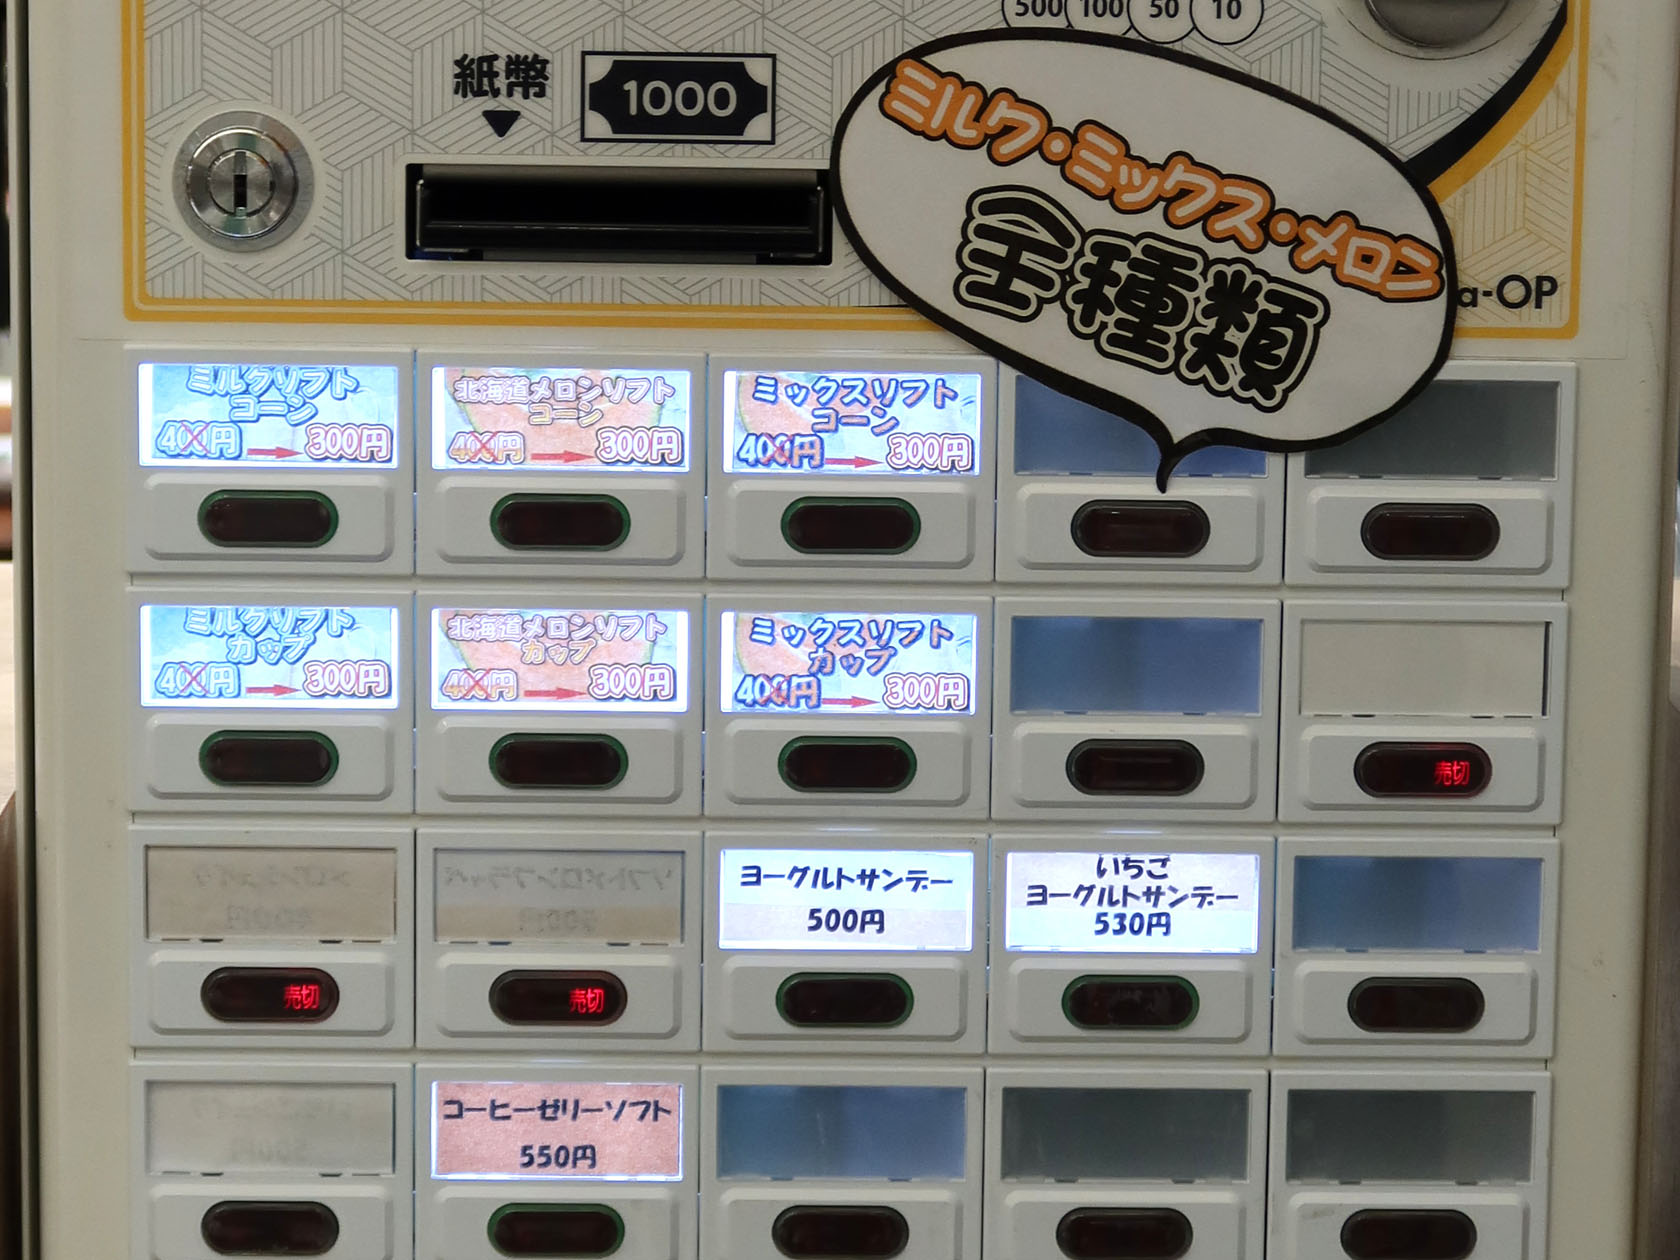 500 100 50 10
紙幣
1000
ミルク・ミックス・メロン
全種類
a-OP
ミルクソフト
コーン
400円 → 300円
北海道メロンソフト
コーン
400円 → 300円
ミックスソフト
コーン
400円 → 300円
ミルクソフト
カップ
400円 → 300円
北海道メロンソフト
カップ
400円 → 300円
ミックスソフト
カップ
400円 → 300円
売切
売切
売切
ヨーグルトサンデー
500円
いちご
ヨーグルトサンデー
530円
コーヒーゼリーソフト
550円